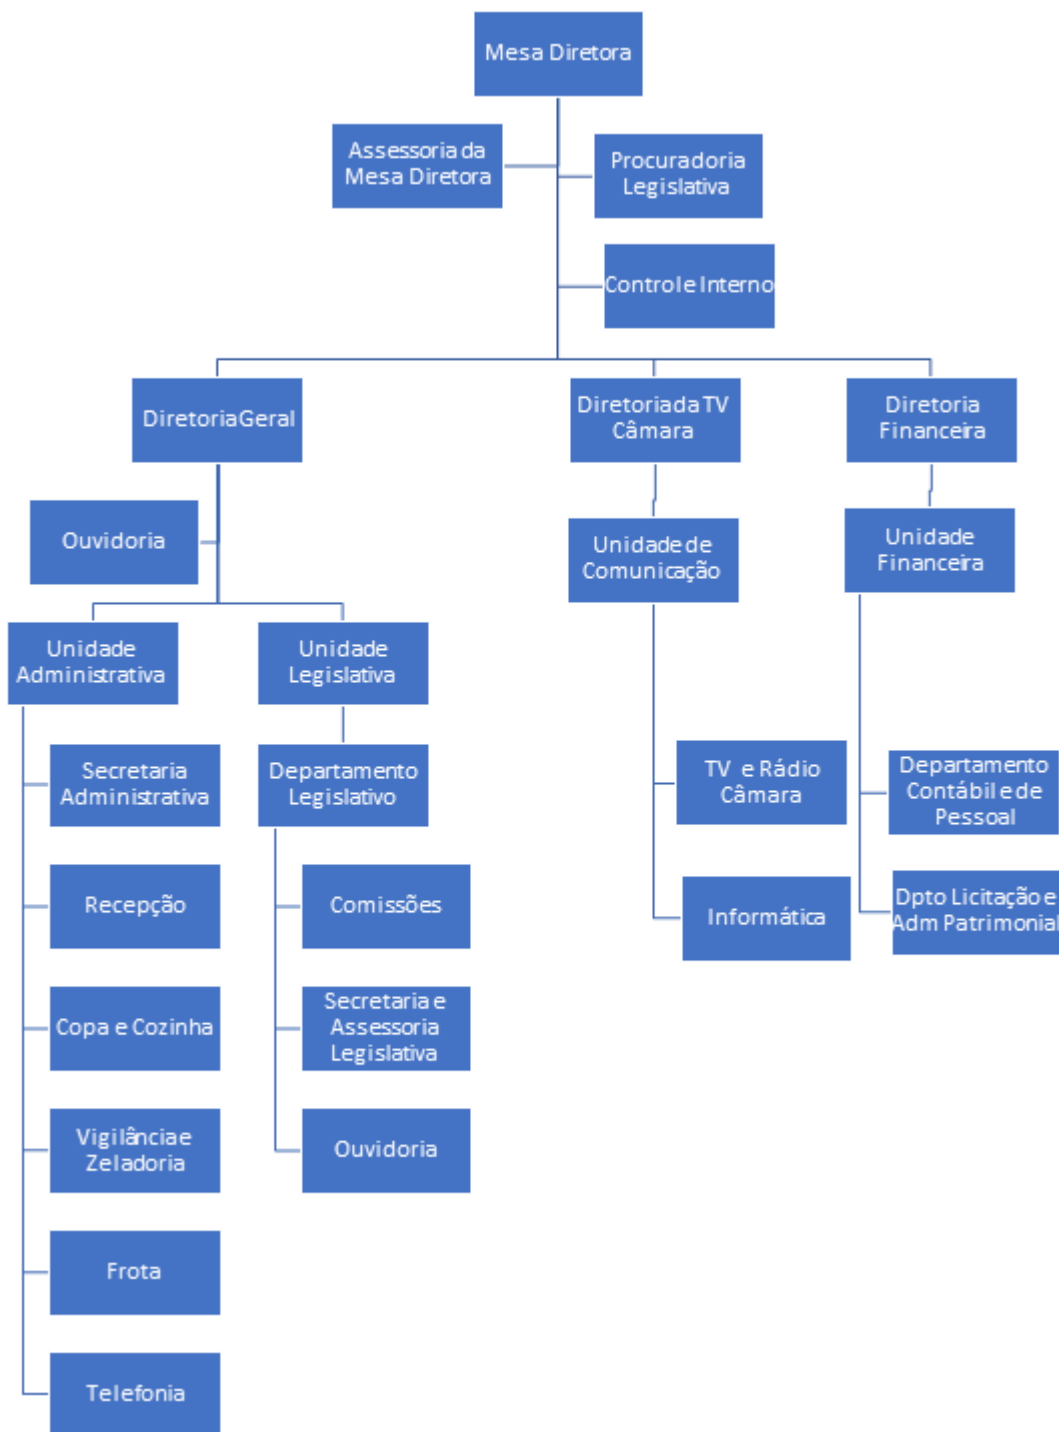 Mesa Diretora
Assessoria da
Mesa Diretora
Procuradoria
Legislativa
Controle Interno
Diretoria Geral
Diretoria da TV
Câmara
Diretoria
Financeira
Ouvidoria
Unidade de
Comunicação
Unidade
Financeira
Unidade
Administrativa
Unidade
Legislativa
Secretaria
Administrativa
Departamento
Legislativo
TV e Rádio
Câmara
Departamento
Contábil e de
Pessoal
Recepção
Comissões
Informática
Dpto Licitação e
Adm Patrimonial
Copa e Cozinha
Secretaria e
Assessoria
Legislativa
Vigilância e
Zeladoria
Ouvidoria
Frota
Telefonia